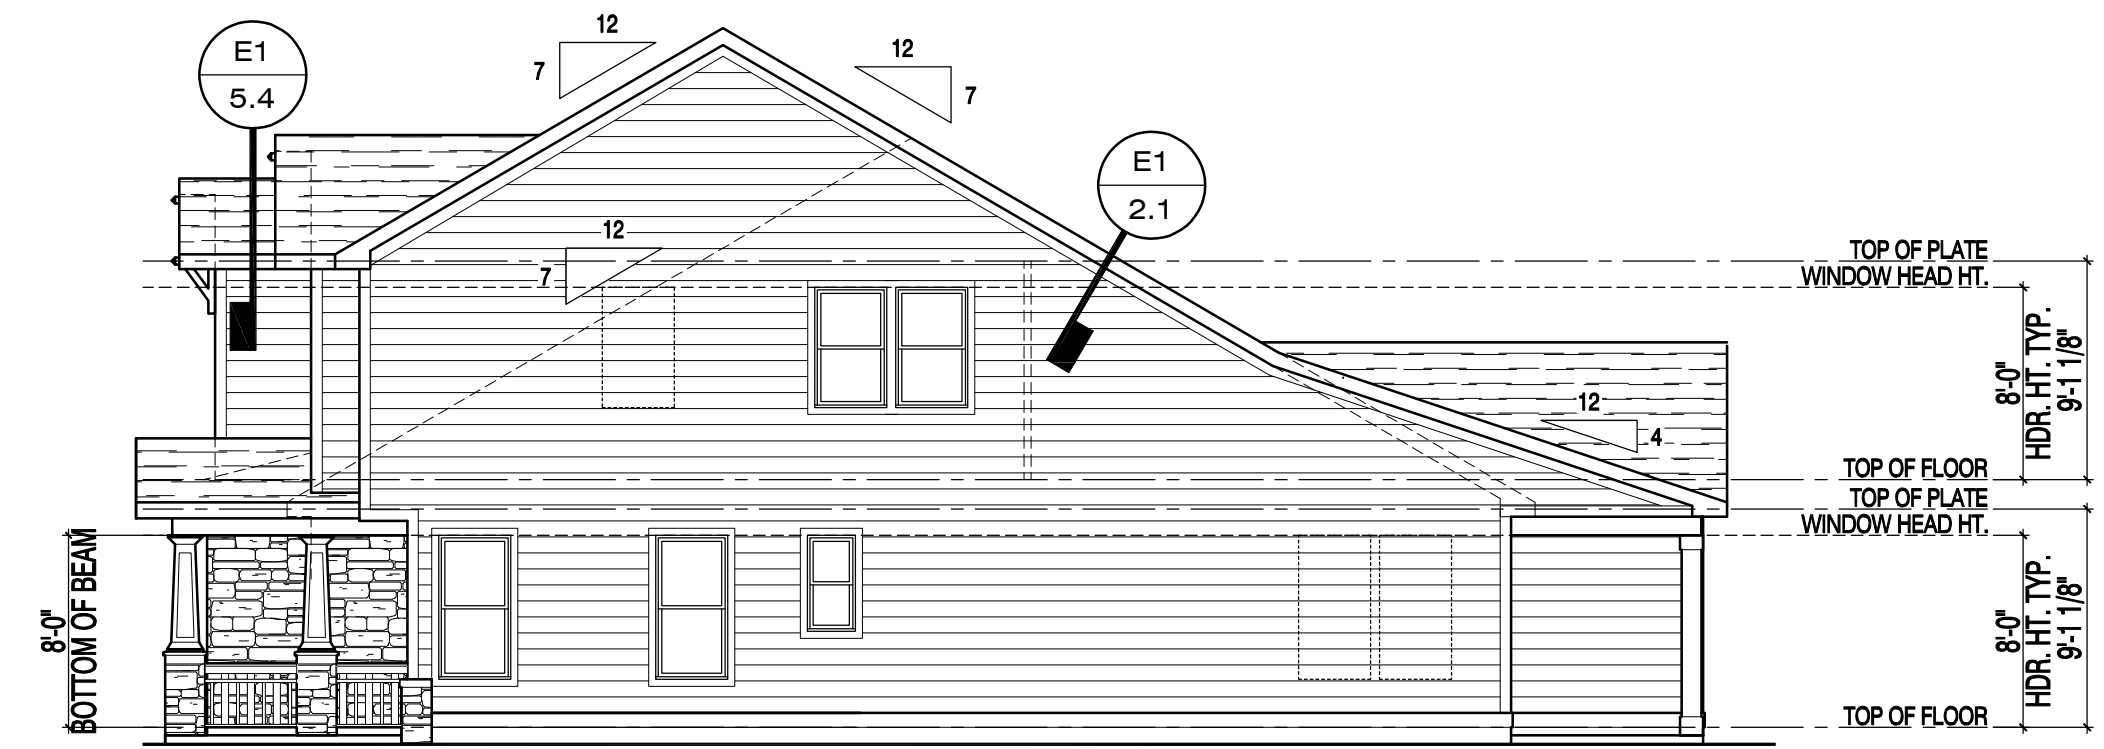 12
E1
5.4
7
12
7
E1
2.1
12
7
TOP OF PLATE
WINDOW HEAD HT.
8'-0"
HDR. HT. TYP.
9'-1 1/8"
12
4
TOP OF FLOOR
TOP OF PLATE
WINDOW HEAD HT.
8'-0"
BOTTOM OF BEAM
8'-0"
HDR. HT. TYP.
9'-1 1/8"
TOP OF FLOOR